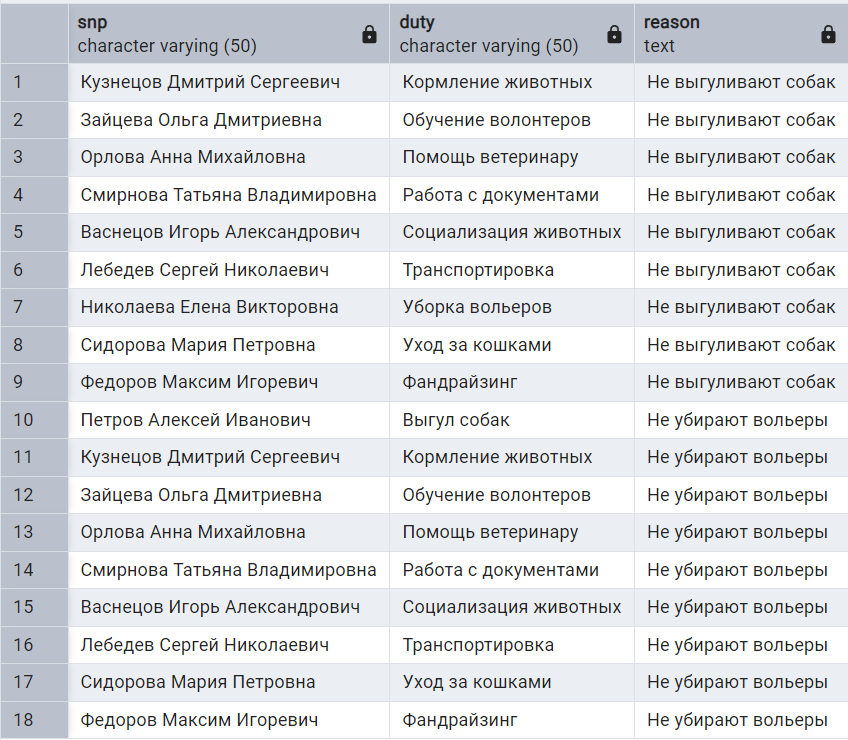 snp duty reason
character varying (50) character varying (50) text
1 Кузнецов Дмитрий Сергеевич Кормление животных Не выгуливают собак
2 Зайцева Ольга Дмитриевна Обучение волонтеров Не выгуливают собак
3 Орлова Анна Михайловна Помощь ветеринару Не выгуливают собак
4 Смирнова Татьяна Владимировна Работа с документами Не выгуливают собак
5 Васнецов Игорь Александрович Социализация животных Не выгуливают собак
6 Лебедев Сергей Николаевич Транспортировка Не выгуливают собак
7 Николаева Елена Викторовна Уборка вольеров Не выгуливают собак
8 Сидорова Мария Петровна Уход за кошками Не выгуливают собак
9 Федоров Максим Игоревич Фандрайзинг Не выгуливают собак
10 Петров Алексей Иванович Выгул собак Не убирают вольеры
11 Кузнецов Дмитрий Сергеевич Кормление животных Не убирают вольеры
12 Зайцева Ольга Дмитриевна Обучение волонтеров Не убирают вольеры
13 Орлова Анна Михайловна Помощь ветеринару Не убирают вольеры
14 Смирнова Татьяна Владимировна Работа с документами Не убирают вольеры
15 Васнецов Игорь Александрович Социализация животных Не убирают вольеры
16 Лебедев Сергей Николаевич Транспортировка Не убирают вольеры
17 Сидорова Мария Петровна Уход за кошками Не убирают вольеры
18 Федоров Максим Игоревич Фандрайзинг Не убирают вольеры